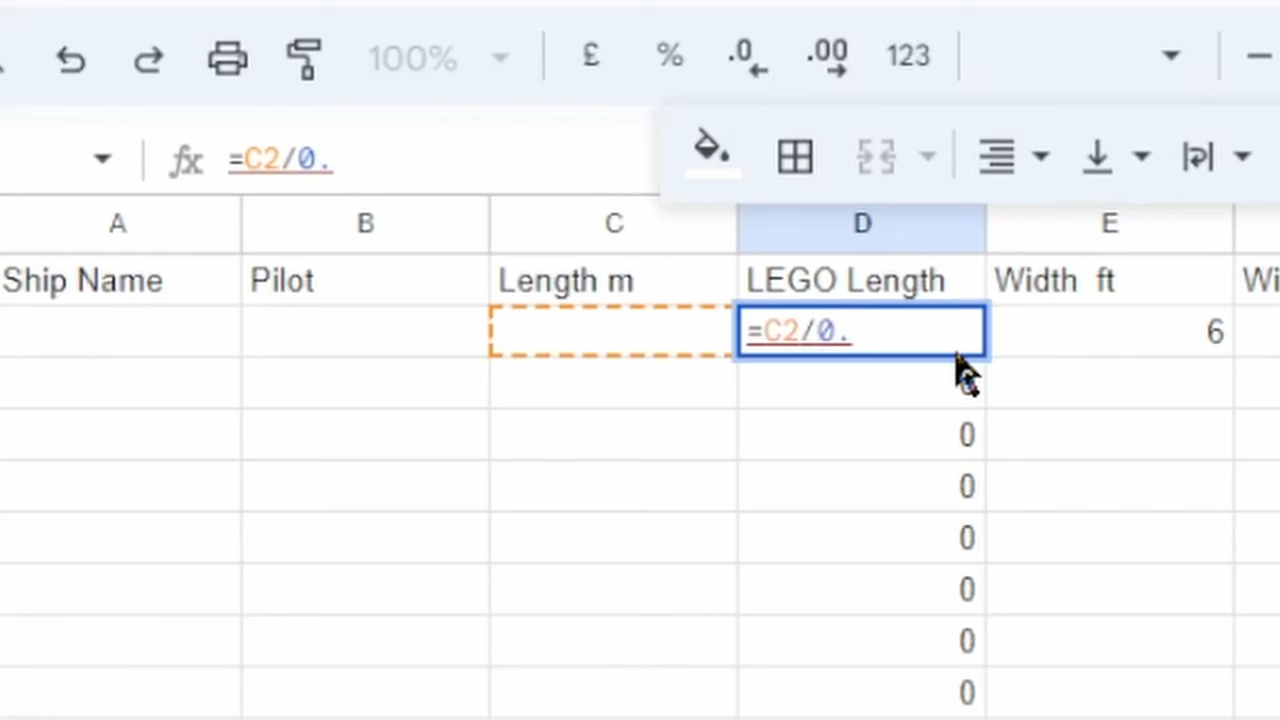 100% £ % .0 .00 123
fx =C2/0.
A B C D E
Ship Name Pilot Length m LEGO Length Width ft Wi
=C2/0. 6
0
0
0
0
0
0